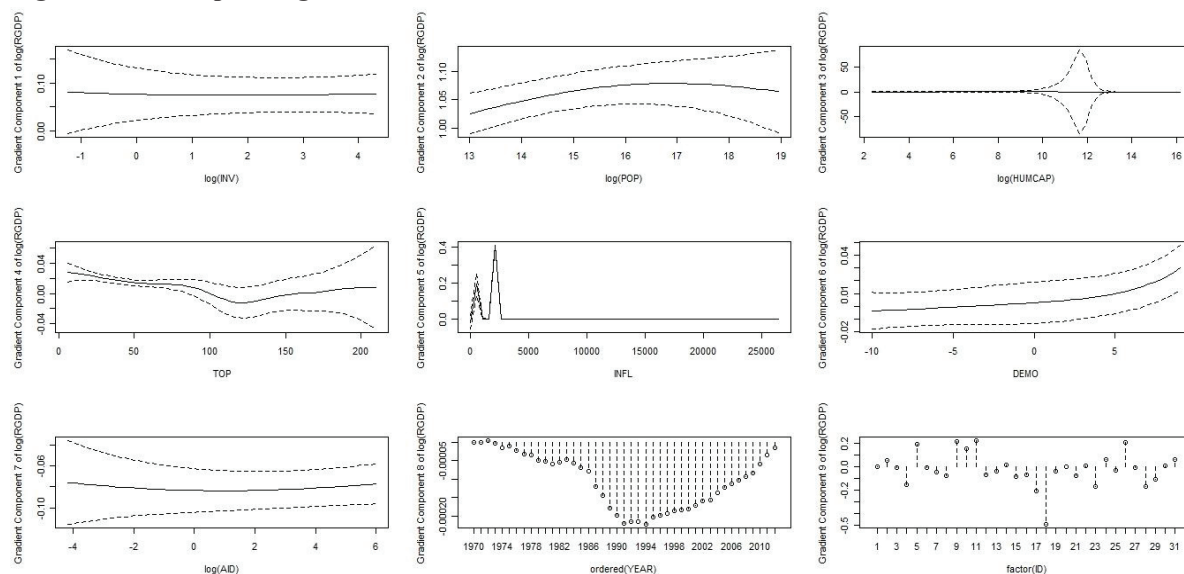 Gradient Component 1 of log(RGDP)
0.00 0.10
-1 0 1 2 3 4
log(INV)
Gradient Component 2 of log(RGDP)
1.00 1.05 1.10
13 14 15 16 17 18 19
log(POP)
Gradient Component 3 of log(RGDP)
-50 0 50
2 4 6 8 10 12 14 16
log(HUMCAP)
Gradient Component 4 of log(RGDP)
-0.04 0.00 0.04
0 50 100 150 200
TOP
Gradient Component 5 of log(RGDP)
0.0 0.2 0.4
0 5000 10000 15000 20000 25000
INFL
Gradient Component 6 of log(RGDP)
-0.02 0.01 0.04
-10 -5 0 5
DEMO
Gradient Component 7 of log(RGDP)
-0.10 -0.06
-4 -2 0 2 4 6
log(AID)
Gradient Component 8 of log(RGDP)
-0.00020 -0.00005
1970 1974 1978 1982 1986 1990 1994 1998 2002 2006 2010
ordered(YEAR)
Gradient Component 9 of log(RGDP)
-0.5 -0.2 0.0 0.2
1 3 5 7 9 11 13 15 17 19 21 23 25 27 29 31
factor(ID)